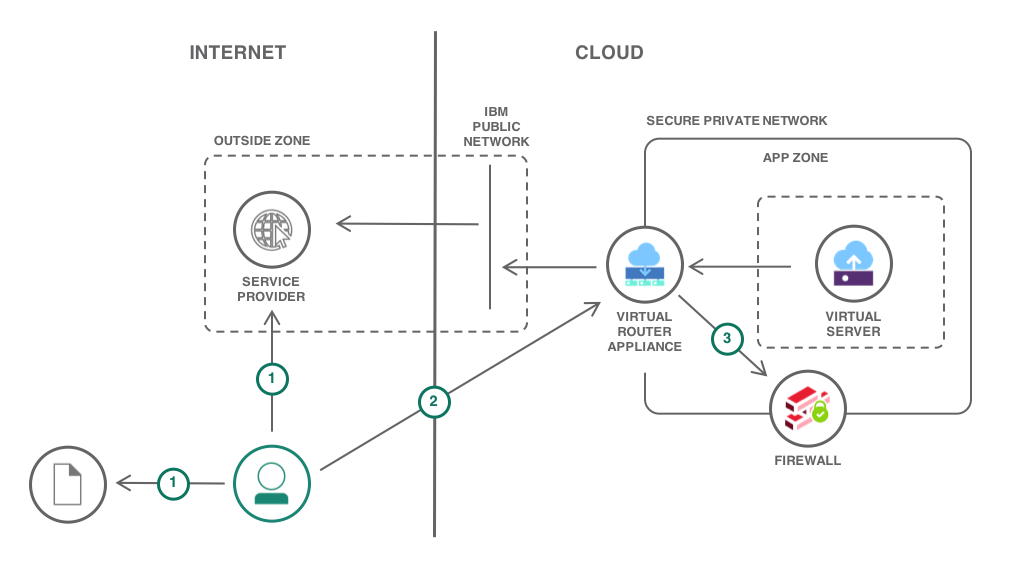 INTERNET
CLOUD
IBM
PUBLIC
NETWORK
OUTSIDE ZONE
SECURE PRIVATE NETWORK
APP ZONE
SERVICE
PROVIDER
VIRTUAL
ROUTER
APPLIANCE
VIRTUAL
SERVER
3
1
2
FIREWALL
1